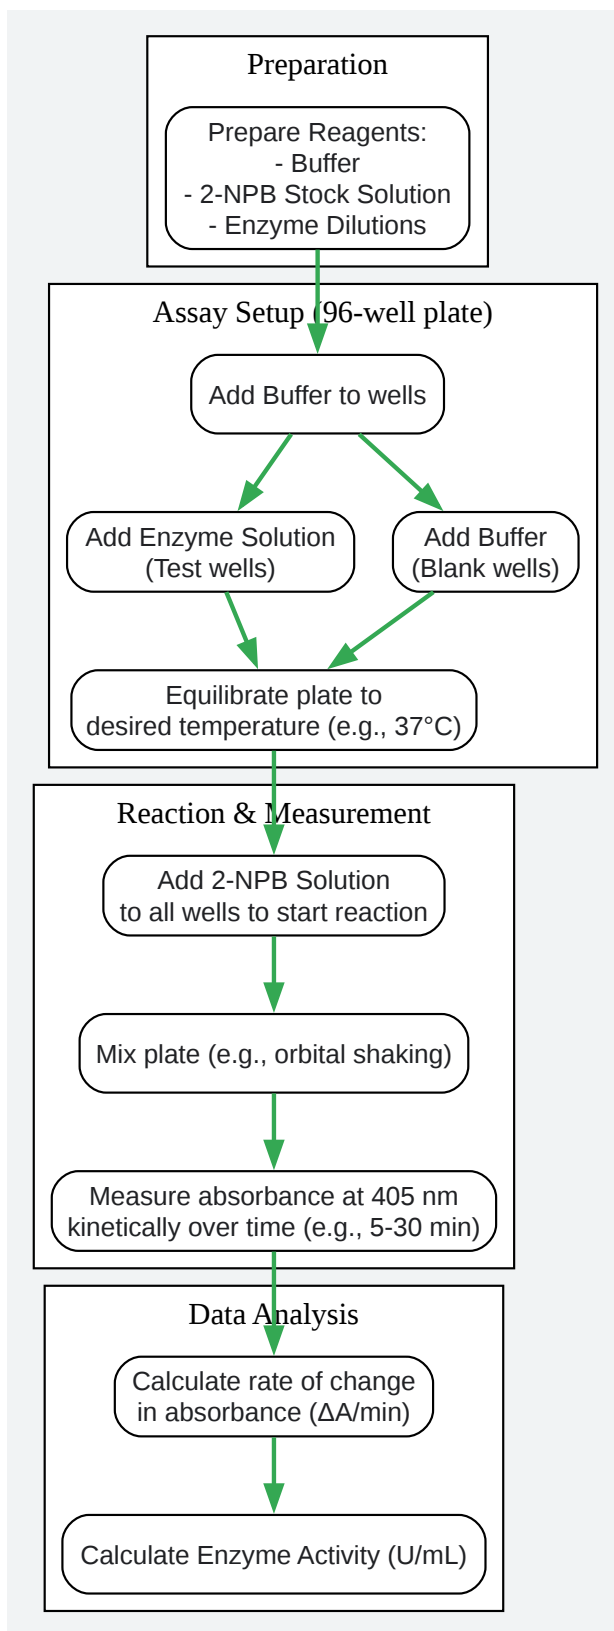 Preparation
Prepare Reagents:
- Buffer
- 2-NPB Stock Solution
- Enzyme Dilutions
Assay Setup (96-well plate)
Add Buffer to wells
Add Enzyme Solution
(Test wells)
Add Buffer
(Blank wells)
Equilibrate plate to
desired temperature (e.g., 37°C)
Reaction & Measurement
Add 2-NPB Solution
to all wells to start reaction
Mix plate (e.g., orbital shaking)
Measure absorbance at 405 nm
kinetically over time (e.g., 5-30 min)
Data Analysis
Calculate rate of change
in absorbance (ΔA/min)
Calculate Enzyme Activity (U/mL)